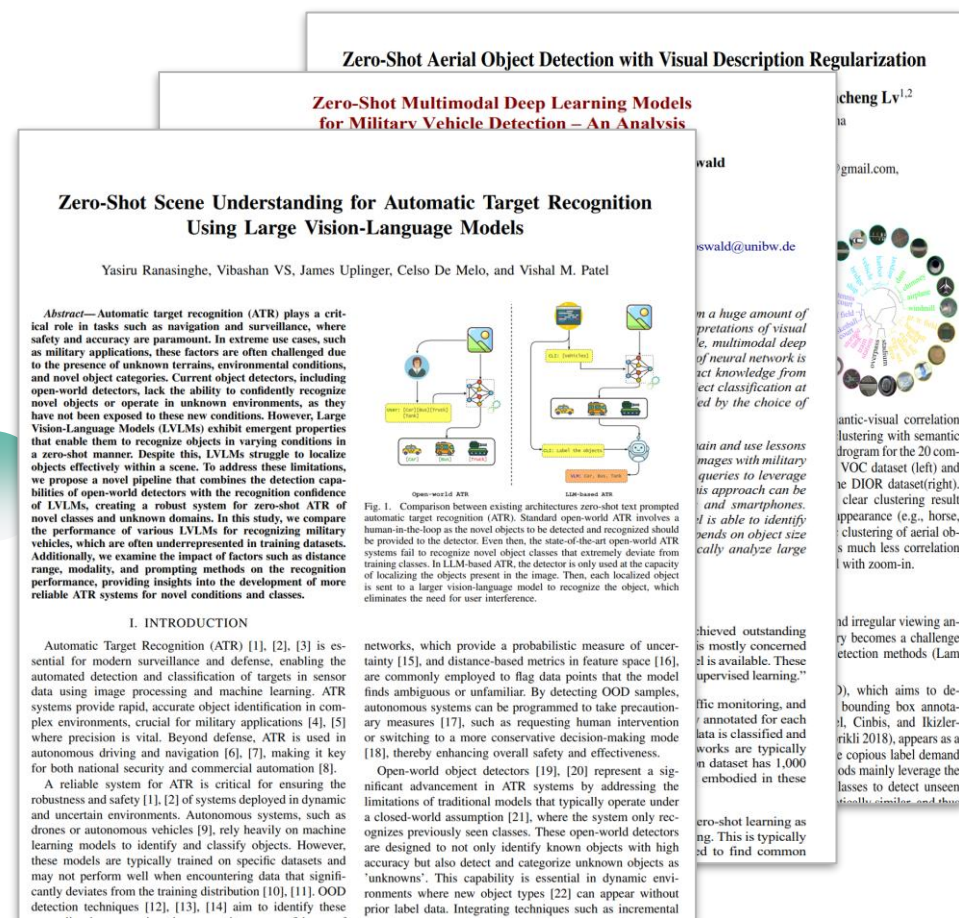 Zero-Shot Aerial Object Detection with Visual Description Regularization
cheng Lv1,2
na
gmail.com,
antic-visual correlation
lustering with semantic
drogram for the 20 com-
VOC dataset (left) and
he DIOR dataset(right).
clear clustering result
ppearance (e.g., horse,
clustering of aerial ob-
s much less correlation
with zoom-in.
nd irregular viewing an-
ry becomes a challenge
etection methods (Lam
D), which aims to de-
bounding box annota-
l, Cinbis, and Ikizler-
rikli 2018), appears as a
e copious label demand
ods mainly leverage the
lasses to detect unseen
Zero-Shot Multimodal Deep Learning Models
for Military Vehicle Detection – An Analysis
wald
swald@unibw.de
m a huge amount of
pretations of visual
le, multimodal deep
of neural network is
act knowledge from
ect classification at
ed by the choice of
ain and use lessons
mages with military
queries to leverage
is approach can be
and smartphones.
l is able to identify
pends on object size
cally analyze large
chieved outstanding
is mostly concerned
el is available. These
upervised learning.”
ffic monitoring, and
annotated for each
ata is classified and
works are typically
n dataset has 1,000
embodied in these
ero-shot learning as
ng. This is typically
ed to find common
Zero-Shot Scene Understanding for Automatic Target Recognition
Using Large Vision-Language Models
Yasiru Ranasinghe, Vibashan VS, James Uplinger, Celso De Melo, and Vishal M. Patel
Abstract— Automatic target recognition (ATR) plays a crit-
ical role in tasks such as navigation and surveillance, where
safety and accuracy are paramount. In extreme use cases, such
as military applications, these factors are often challenged due
to the presence of unknown terrains, environmental conditions,
and novel object categories. Current object detectors, including
open-world detectors, lack the ability to confidently recognize
novel objects or operate in unknown environments, as they
have not been exposed to these new conditions. However, Large
Vision-Language Models (LVLMs) exhibit emergent properties
that enable them to recognize objects in varying conditions in
a zero-shot manner. Despite this, LVLMs struggle to localize
objects effectively within a scene. To address these limitations,
we propose a novel pipeline that combines the detection capa-
bilities of open-world detectors with the recognition confidence
of LVLMs, creating a robust system for zero-shot ATR of
novel classes and unknown domains. In this study, we compare
the performance of various LVLMs for recognizing military
vehicles, which are often underrepresented in training datasets.
Additionally, we examine the impact of factors such as distance
range, modality, and prompting methods on the recognition
performance, providing insights into the development of more
reliable ATR systems for novel conditions and classes.
I. INTRODUCTION
Automatic Target Recognition (ATR) [1], [2], [3] is es-
sential for modern surveillance and defense, enabling the
automated detection and classification of targets in sensor
data using image processing and machine learning. ATR
systems provide rapid, accurate object identification in com-
plex environments, crucial for military applications [4], [5]
where precision is vital. Beyond defense, ATR is used in
autonomous driving and navigation [6], [7], making it key
for both national security and commercial automation [8].
A reliable system for ATR is critical for ensuring the
robustness and safety [1], [2] of systems deployed in dynamic
and uncertain environments. Autonomous systems, such as
drones or autonomous vehicles [9], rely heavily on machine
learning models to identify and classify objects. However,
these models are typically trained on specific datasets and
may not perform well when encountering data that signifi-
cantly deviates from the training distribution [10], [11]. OOD
detection techniques [12], [13], [14] aim to identify these
User: [Car][Bus][Truck]
[Tank]
[Car] [Bus] [Truck]
Open-world ATR
CLI: [vehicles]
CLI: Label the objects
VLM: Car, Bus, Tank
LLM-based ATR
Fig. 1. Comparison between existing architectures zero-shot text prompted
automatic target recognition (ATR). Standard open-world ATR involves a
human-in-the-loop as the novel objects to be detected and recognized should
be provided to the detector. Even then, the state-of-the-art open-world ATR
systems fail to recognize novel object classes that extremely deviate from
training classes. In LLM-based ATR, the detector is only used at the capacity
of localizing the objects present in the image. Then, each localized object
is sent to a larger vision-language model to recognize the object, which
eliminates the need for user interference.
networks, which provide a probabilistic measure of uncer-
tainty [15], and distance-based metrics in feature space [16],
are commonly employed to flag data points that the model
finds ambiguous or unfamiliar. By detecting OOD samples,
autonomous systems can be programmed to take precaution-
ary measures [17], such as requesting human intervention
or switching to a more conservative decision-making mode
[18], thereby enhancing overall safety and effectiveness.
Open-world object detectors [19], [20] represent a sig-
nificant advancement in ATR systems by addressing the
limitations of traditional models that typically operate under
a closed-world assumption [21], where the system only rec-
ognizes previously seen classes. These open-world detectors
are designed to not only identify known objects with high
accuracy but also detect and categorize unknown objects as
'unknowns'. This capability is essential in dynamic envi-
ronments where new object types [22] can appear without
prior label data. Integrating techniques such as incremental